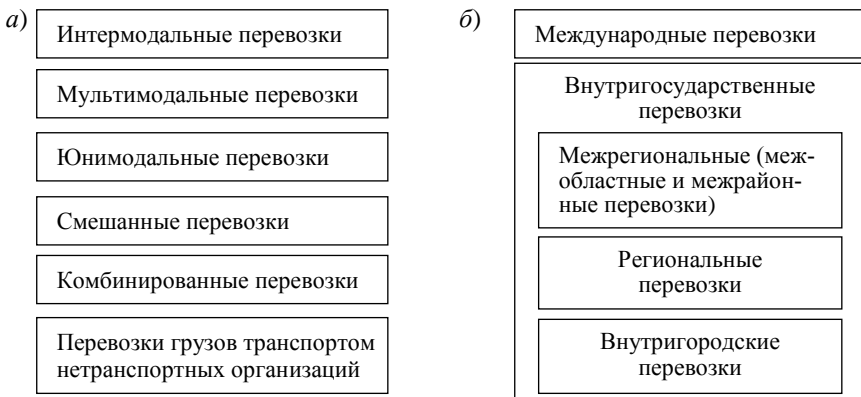 а)
Интермодальные перевозки
Мультимодальные перевозки
Юнимодальные перевозки
Смешанные перевозки
Комбинированные перевозки
Перевозки грузов транспортом
нетранспортных организаций
б)
Международные перевозки
Внутригосударственные
перевозки
Межрегиональные (меж-
областные и межрайон-
ные перевозки)
Региональные
перевозки
Внутригородские
перевозки